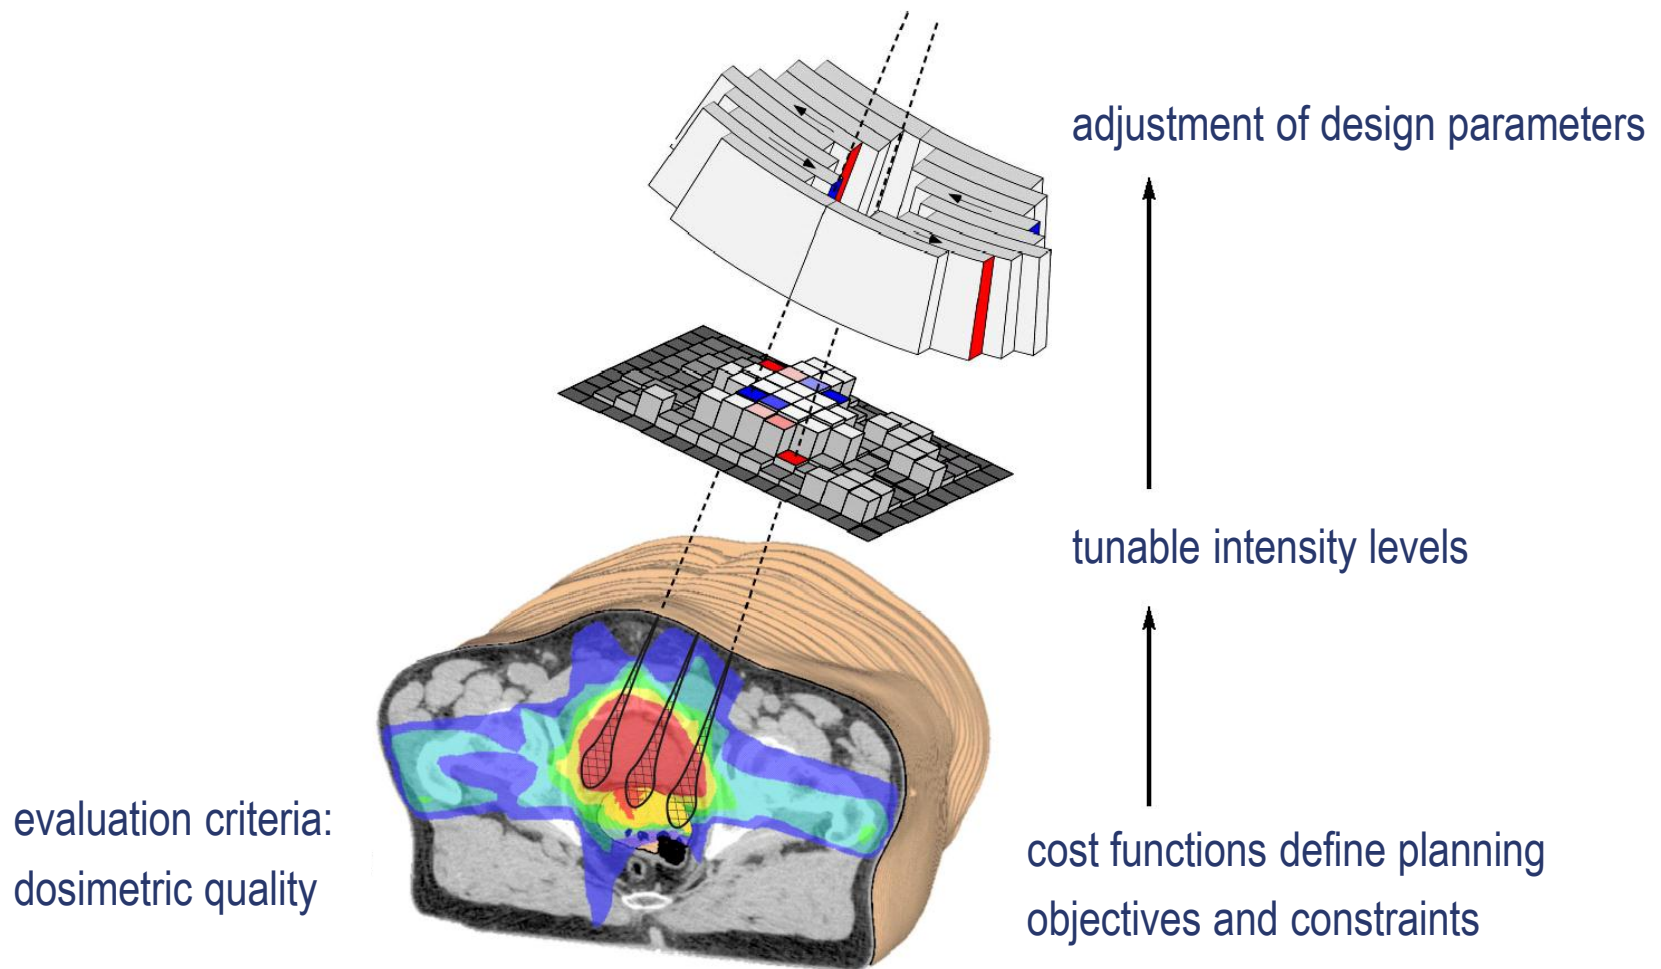 adjustment of design parameters
tunable intensity levels
evaluation criteria:
dosimetric quality
cost functions define planning
objectives and constraints